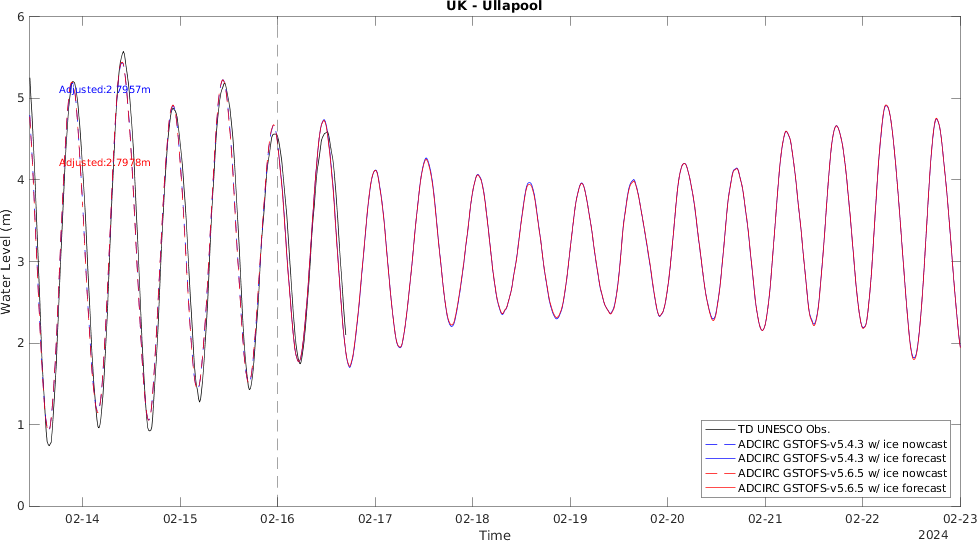 UK - Ullapool
6
5
4
3
2
1
0
Water Level (m)
Adjusted:2.7957m
Adjusted:2.7978m
TD UNESCO Obs.
ADCIRC GSTOFS-v5.4.3 w/ ice nowcast
ADCIRC GSTOFS-v5.4.3 w/ ice forecast
ADCIRC GSTOFS-v5.6.5 w/ ice nowcast
ADCIRC GSTOFS-v5.6.5 w/ ice forecast
02-14 02-15 02-16 02-17 02-18 02-19 02-20 02-21 02-22 02-23
Time
2024